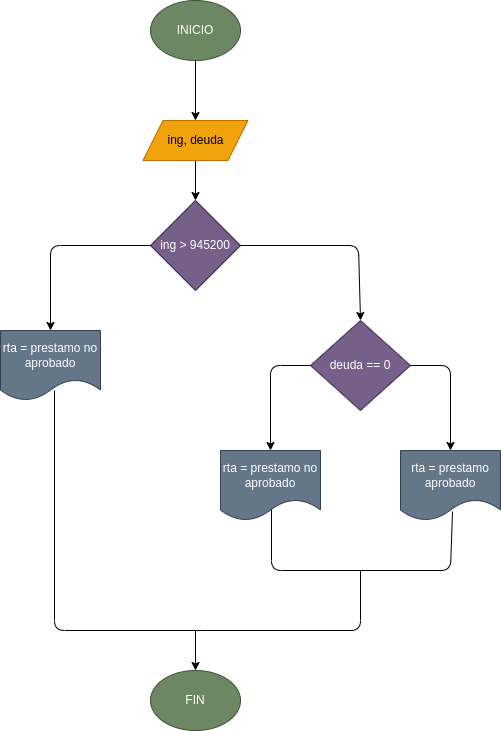 INICIO
ing, deuda
ing > 945200
rta = prestamo no
aprobado
deuda == 0
rta = prestamo no
aprobado
rta = prestamo
aprobado
FIN